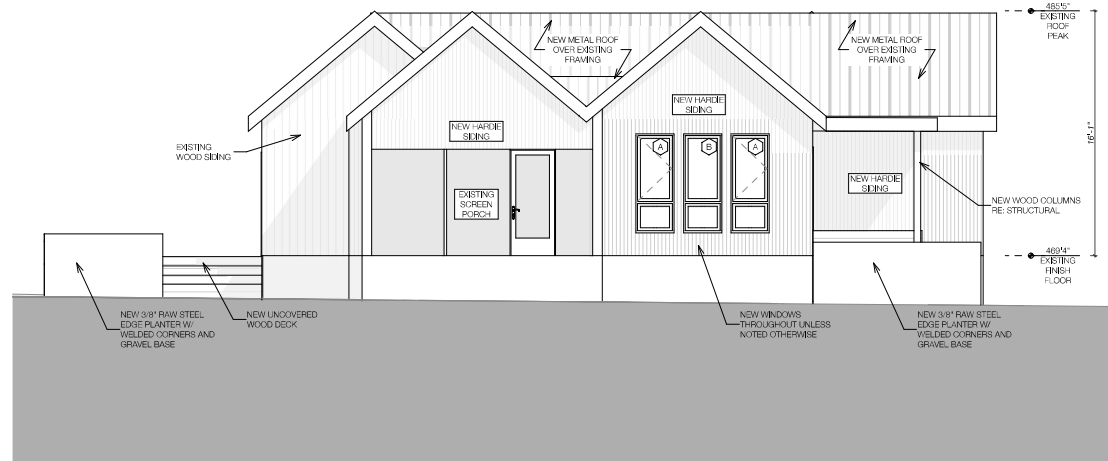 485'5"
EXISTING
ROOF
PEAK
NEW METAL ROOF
OVER EXISTING
FRAMING
NEW METAL ROOF
OVER EXISTING
FRAMING
NEW HARDIE
SIDING
NEW HARDIE
SIDING
16'-1"
EXISTING
WOOD SIDING
A
B
A
NEW HARDIE
SIDING
EXISTING
SCREEN
PORCH
NEW WOOD COLUMNS
RE: STRUCTURAL
469'4"
EXISTING
FINISH
FLOOR
NEW 3/8" RAW STEEL
EDGE PLANTER W/
WELDED CORNERS AND
GRAVEL BASE
NEW UNCOVERED
WOOD DECK
NEW WINDOWS
THROUGHOUT UNLESS
NOTED OTHERWISE
NEW 3/8" RAW STEEL
EDGE PLANTER W/
WELDED CORNERS AND
GRAVEL BASE